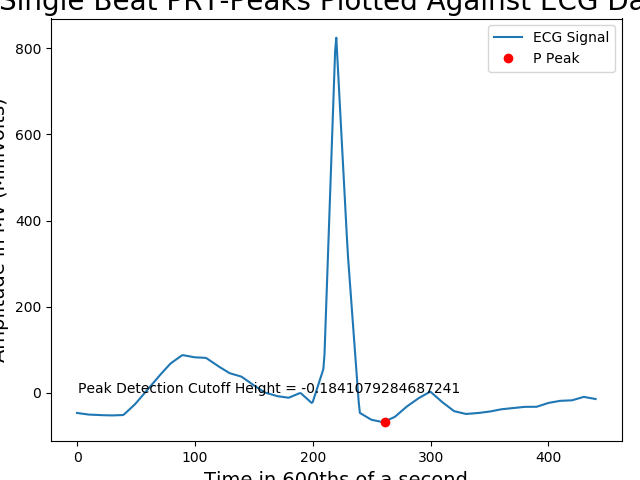 Single Beat PRT-Peaks Plotted Against ECG Da
ECG Signal
P Peak
Amplitude in MV (MilliVolts)
800
600
400
200
0
Peak Detection Cutoff Height = -0.1841079284687241
0 100 200 300 400
Time in 600ths of a second